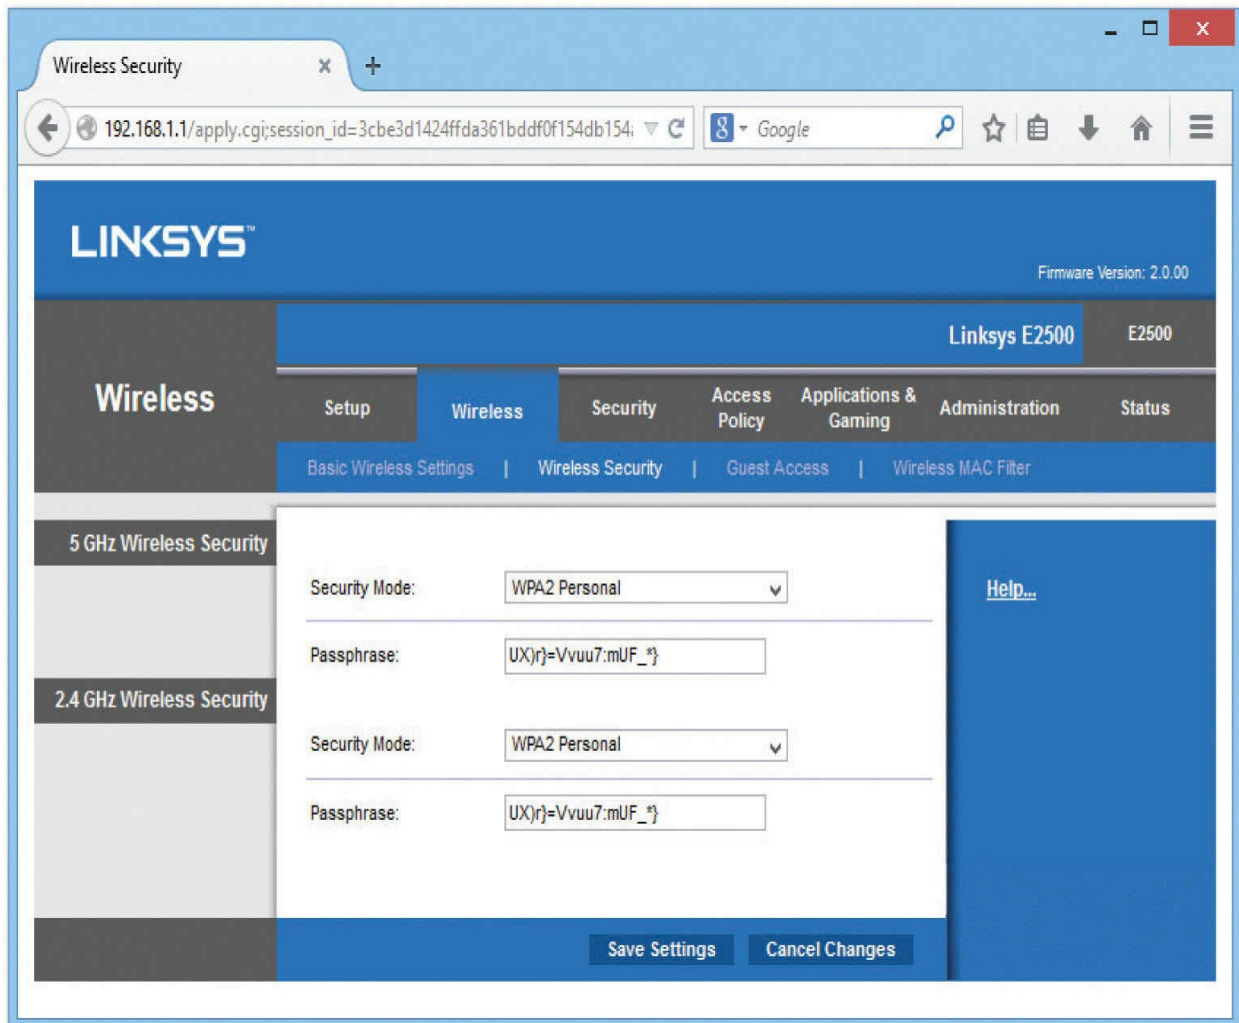 Wireless Security
192.168.1.1/apply.cgi;session_id=3cbe3d1424ffda361bddf0f154db154
Google
LINKSYS™
Firmware Version: 2.0.00
Linksys E2500 E2500
Wireless
Setup Wireless Security Access Policy Applications & Gaming Administration Status
Basic Wireless Settings | Wireless Security | Guest Access | Wireless MAC Filter
5 GHz Wireless Security
Security Mode: WPA2 Personal
Help...
Passphrase: UX)r}=Vvuu7:mUF_*}
2.4 GHz Wireless Security
Security Mode: WPA2 Personal
Passphrase: UX)r}=Vvuu7:mUF_*}
Save Settings Cancel Changes